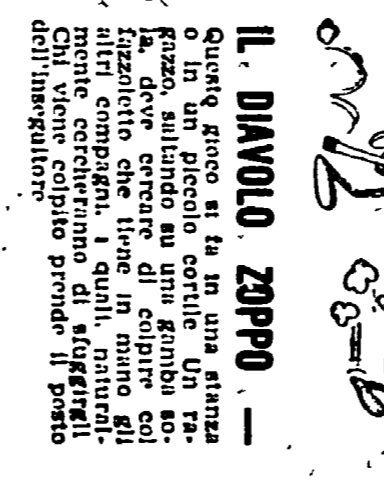 IL DIAVOLO ZOPPO —
Questo gioco si fa in una stanza
o in un piccolo cortile Un ra-
gazzo, saltando su una gamba so-
la, deve cercare di colpire col
fazzoletto che tiene in mano gli
altri compagni, i quali, natural-
mente cercheranno di sfuggirgli
Chi viene colpito prende il posto
dell'inseguitore